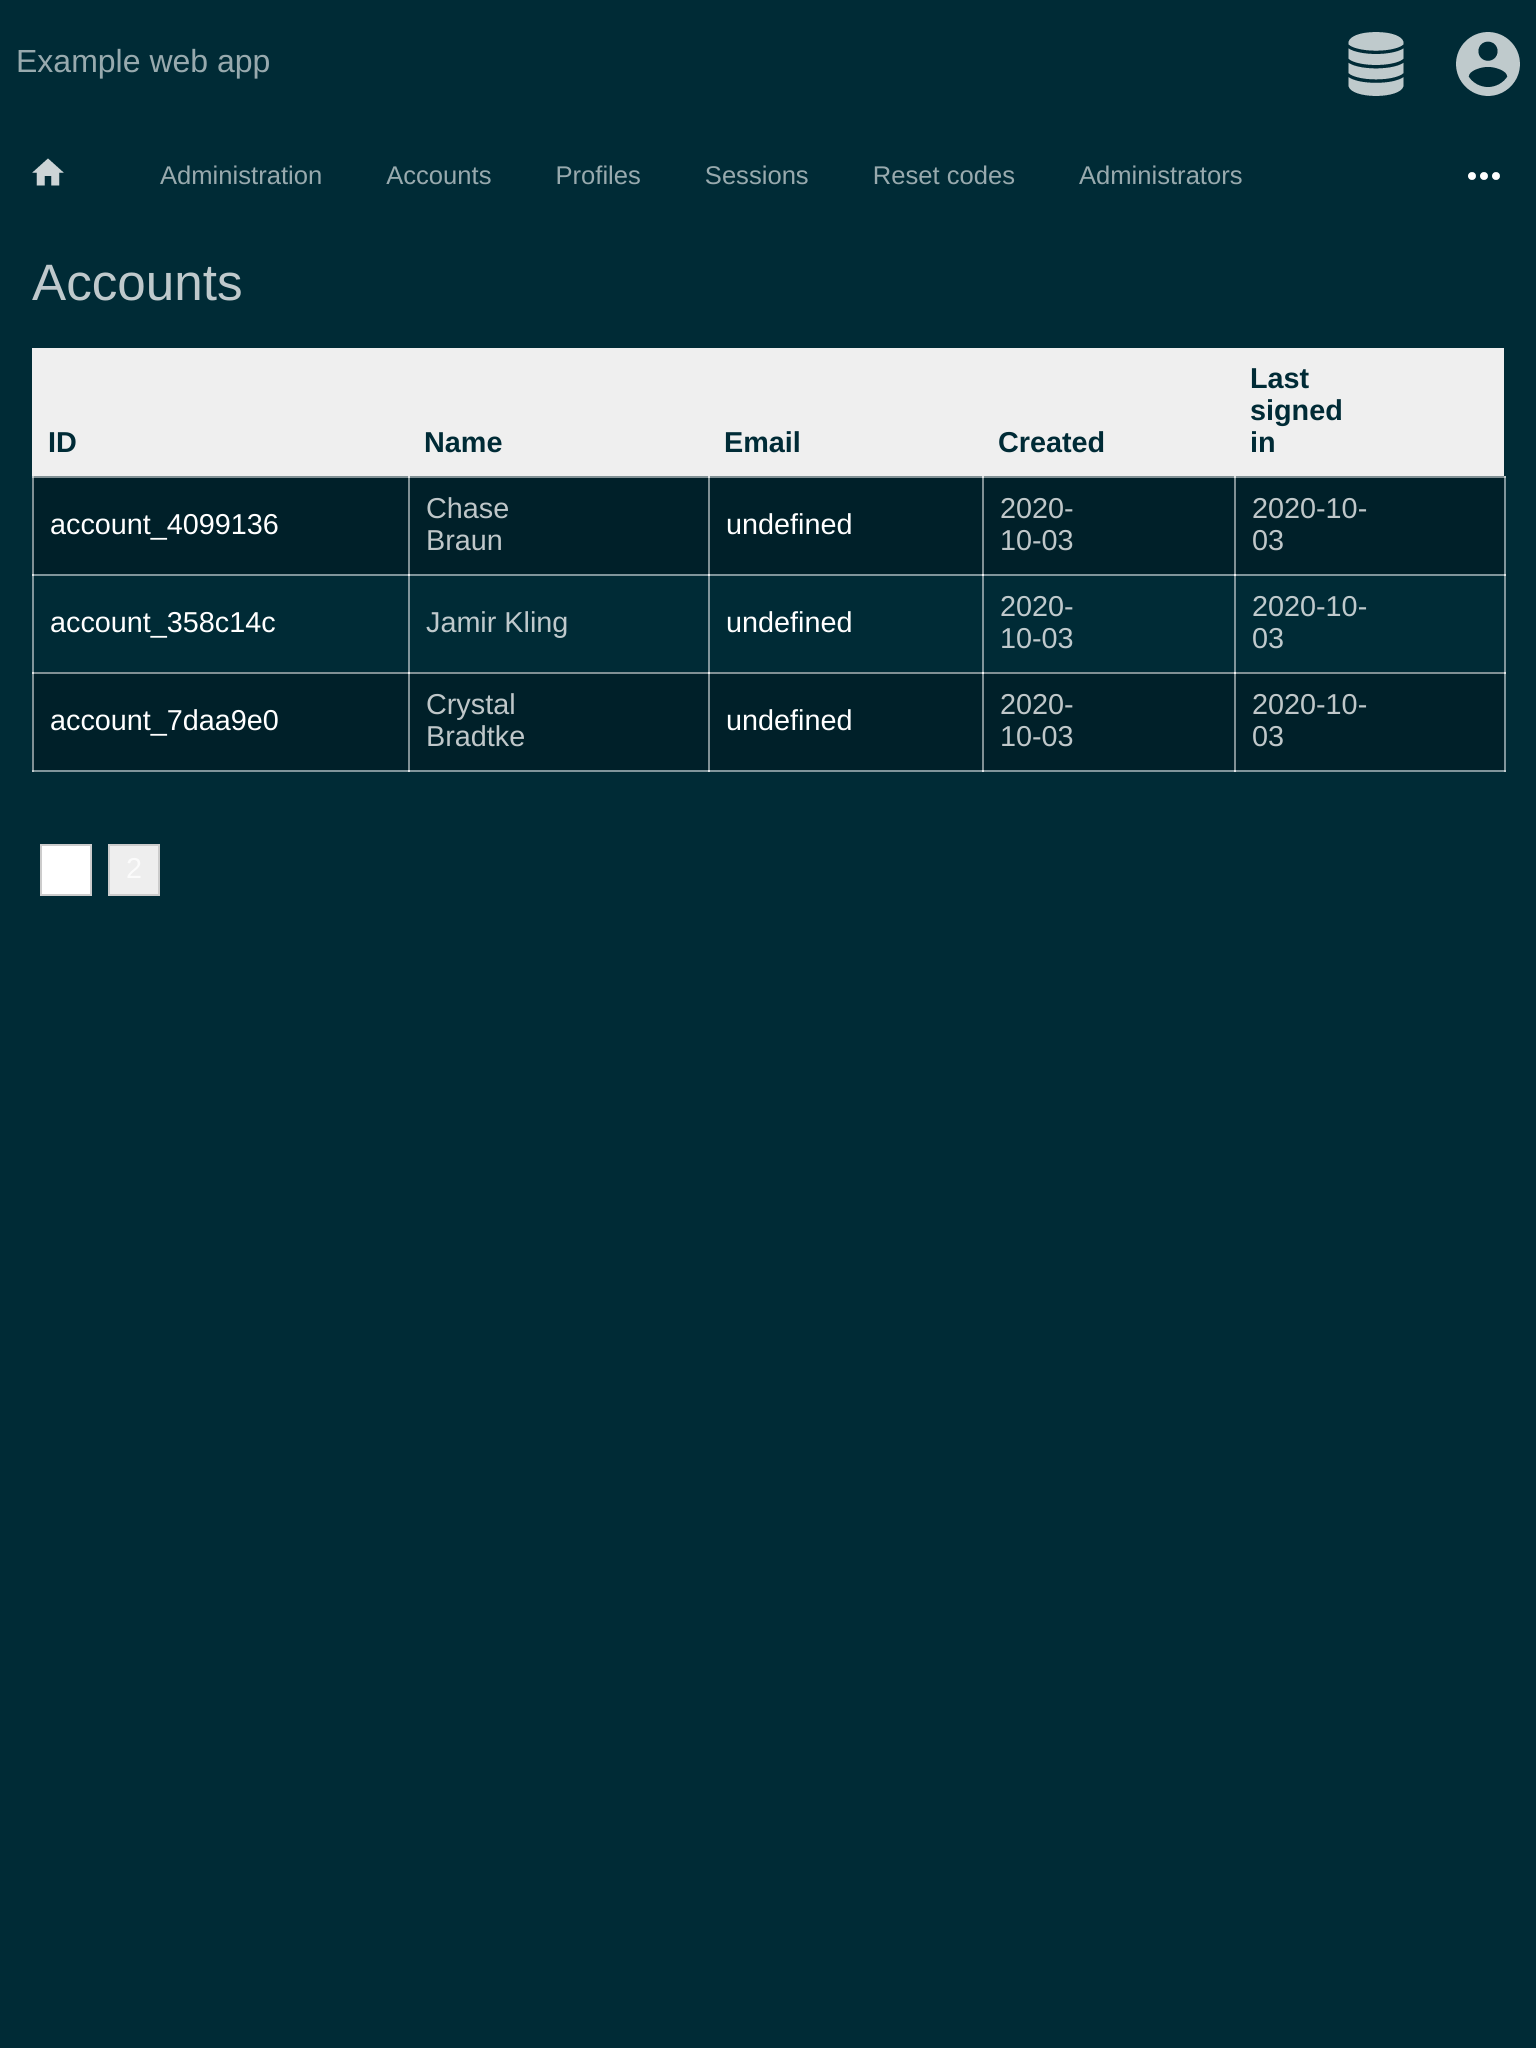 Example web app
Administration Accounts Profiles Sessions Reset codes Administrators
Accounts
ID Name Email Created Last signed in
account_4099136 Chase Braun undefined 2020-10-03 2020-10-03
account_358c14c Jamir Kling undefined 2020-10-03 2020-10-03
account_7daa9e0 Crystal Bradtke undefined 2020-10-03 2020-10-03
2